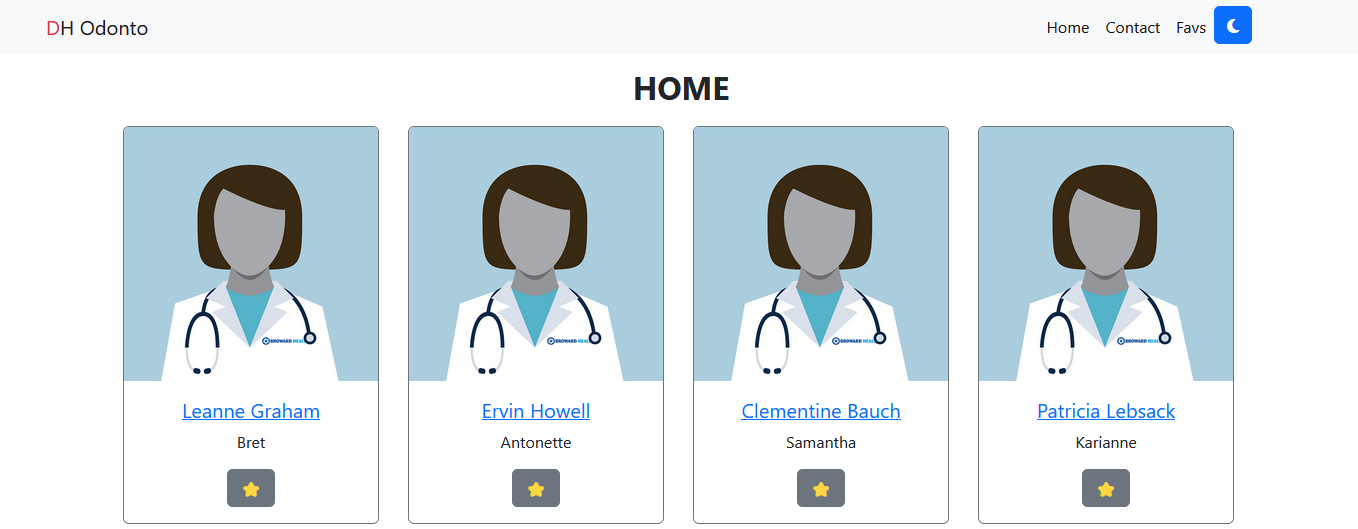 DH Odonto
Home Contact Favs
HOME
BROWARD HEAL
BROWARD HEAL
BROWARD HEAL
BROWARD HEAL
Leanne Graham
Bret
Ervin Howell
Antonette
Clementine Bauch
Samantha
Patricia Lebsack
Karianne